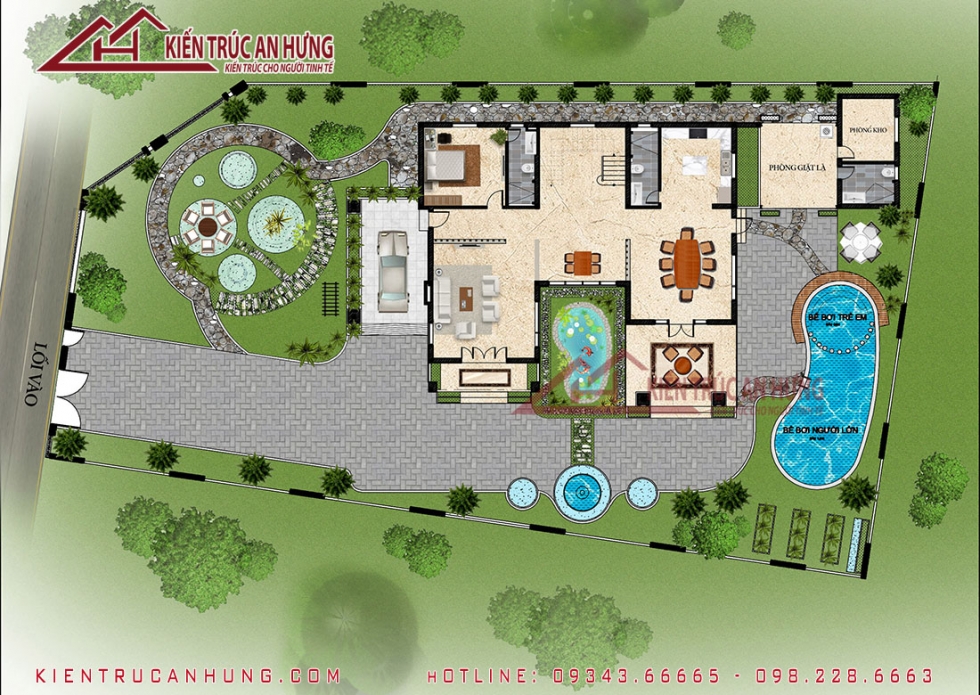 KIẾN TRÚC AN HƯNG
KIẾN TRÚC CHO NGƯỜI TINH TẾ
PHÒNG KHO
PHÒNG GIẶT LÀ
BỂ BƠI TRẺ EM
LỐI VÀO
KIẾN TRÚC AN HƯNG
BỂ BƠI NGƯỜI LỚN
KIENTRUCANHUNG.COM
HOTLINE: 09343.66665 - 098.228.6663